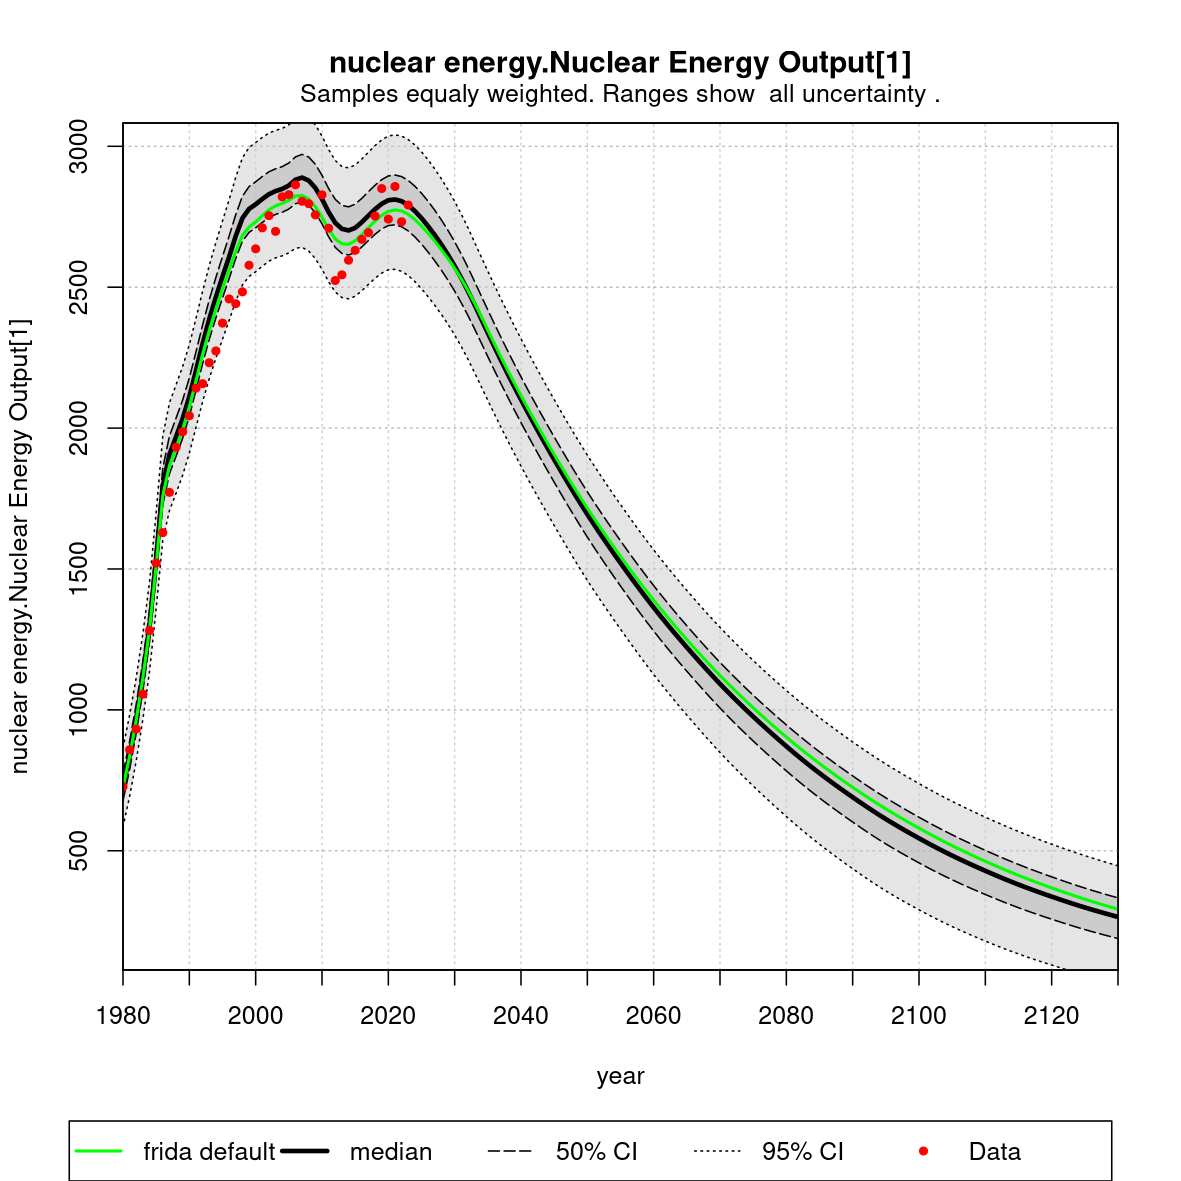 nuclear energy.Nuclear Energy Output[1]
Samples equaly weighted. Ranges show  all uncertainty .
nuclear energy.Nuclear Energy Output[1]
3000
2500
2000
1500
1000
500
1980 2000 2020 2040 2060 2080 2100 2120
year
frida default median 50% CI 95% CI Data